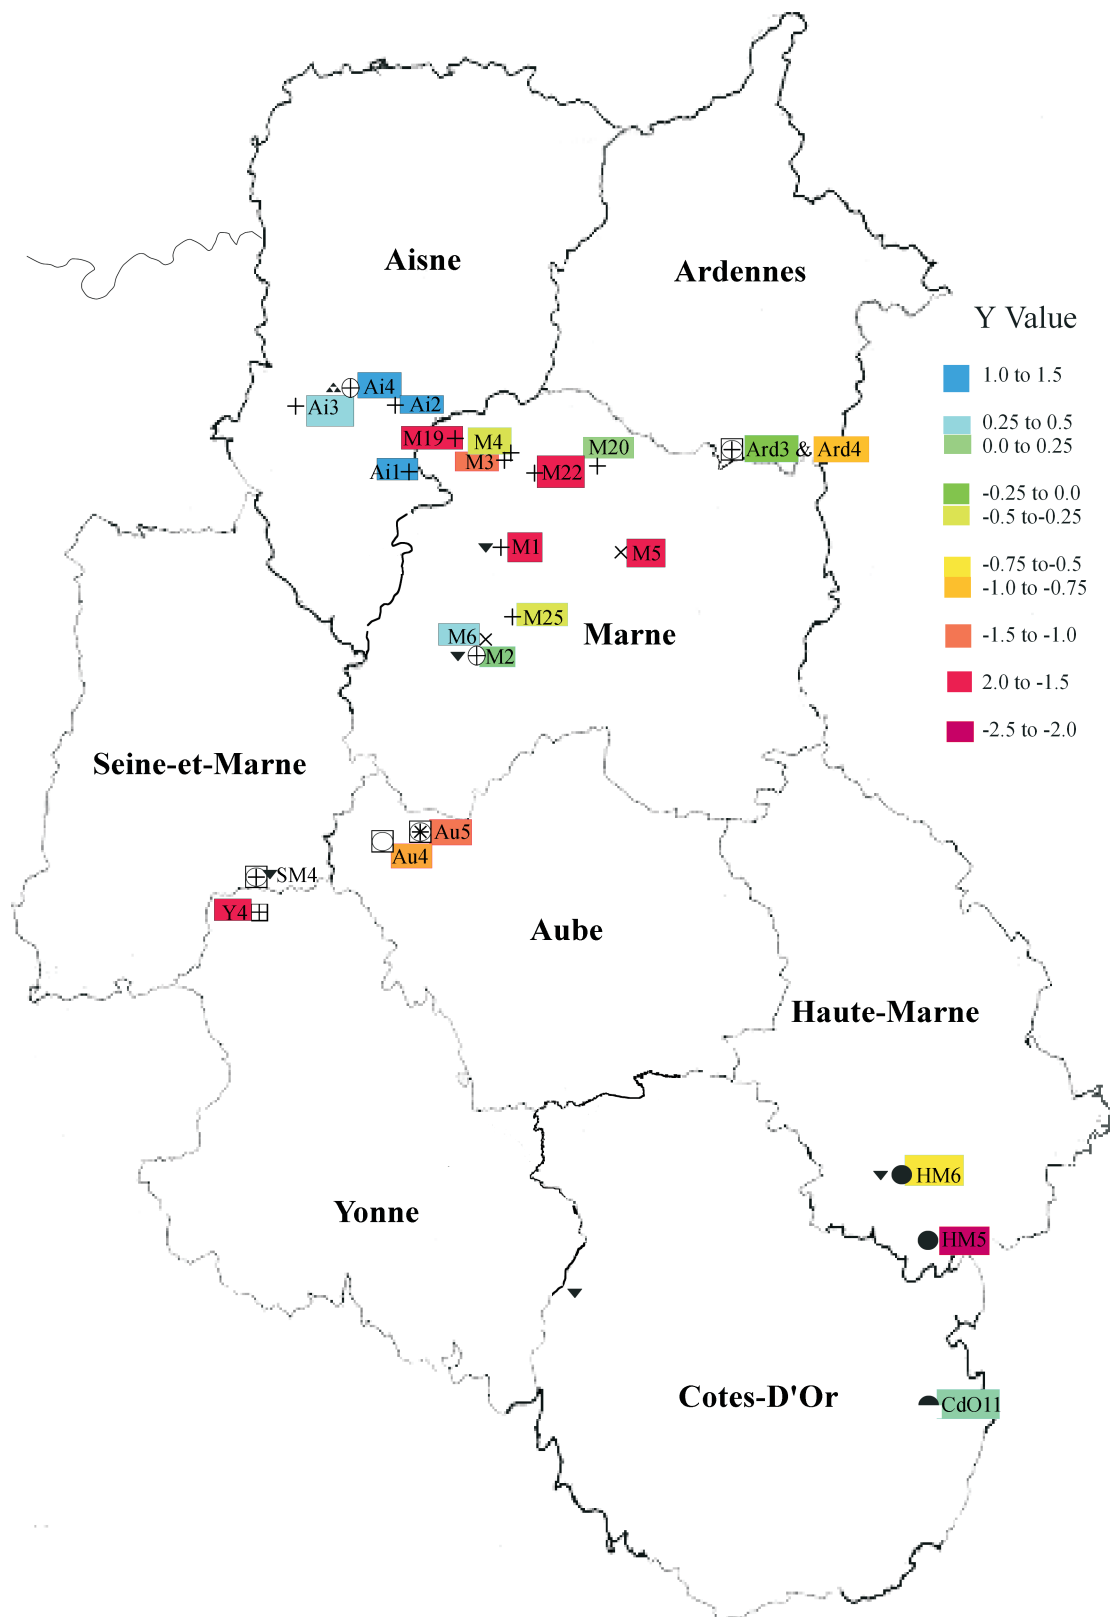 Aisne
Ardennes
Y Value
1.0 to 1.5
0.25 to 0.5
0.0 to 0.25
-0.25 to 0.0
-0.5 to-0.25
-0.75 to-0.5
-1.0 to -0.75
-1.5 to -1.0
2.0 to -1.5
-2.5 to -2.0
Ai4
Ai3
Ai2
M19
M4
M20
Ard3 & Ard4
M3
Ai1
M22
M1
M5
M25
Marne
M6
M2
Seine-et-Marne
Au5
Au4
SM4
Y4
Aube
Haute-Marne
HM6
Yonne
HM5
Cotes-D'Or
CdO11